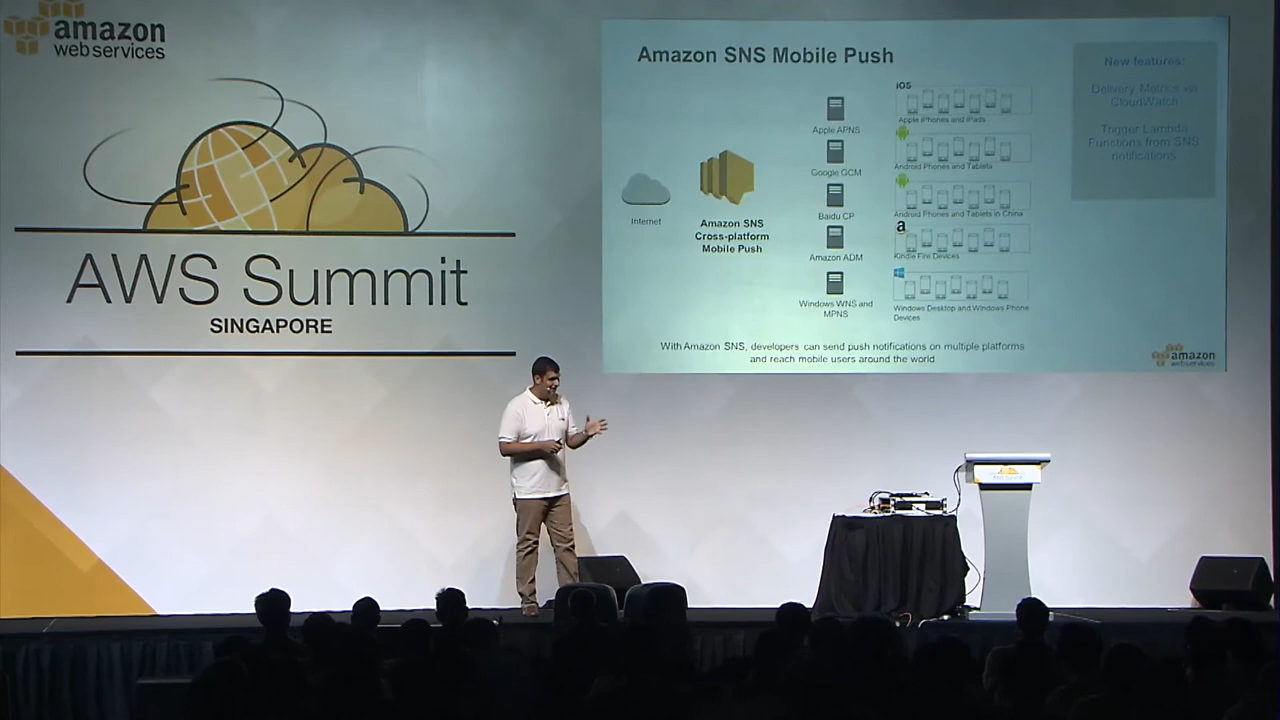 amazon
web services
AWS Summit
SINGAPORE
Amazon SNS Mobile Push
Internet
Amazon SNS
Cross-platform
Mobile Push
Apple APNS
Google GCM
Baidu CP
Amazon ADM
Windows WNS and
MPNS
iOS
Apple iPhones and iPads
Android Phones and Tablets
Android Phones and Tablets in China
a
Kindle Fire Devices
Windows Desktop and Windows Phone
Devices
New features:
Delivery Metrics via
CloudWatch
Trigger Lambda
Functions from SNS
notifications
With Amazon SNS, developers can send push notifications on multiple platforms
and reach mobile users around the world
amazon
web services
AWS Summit